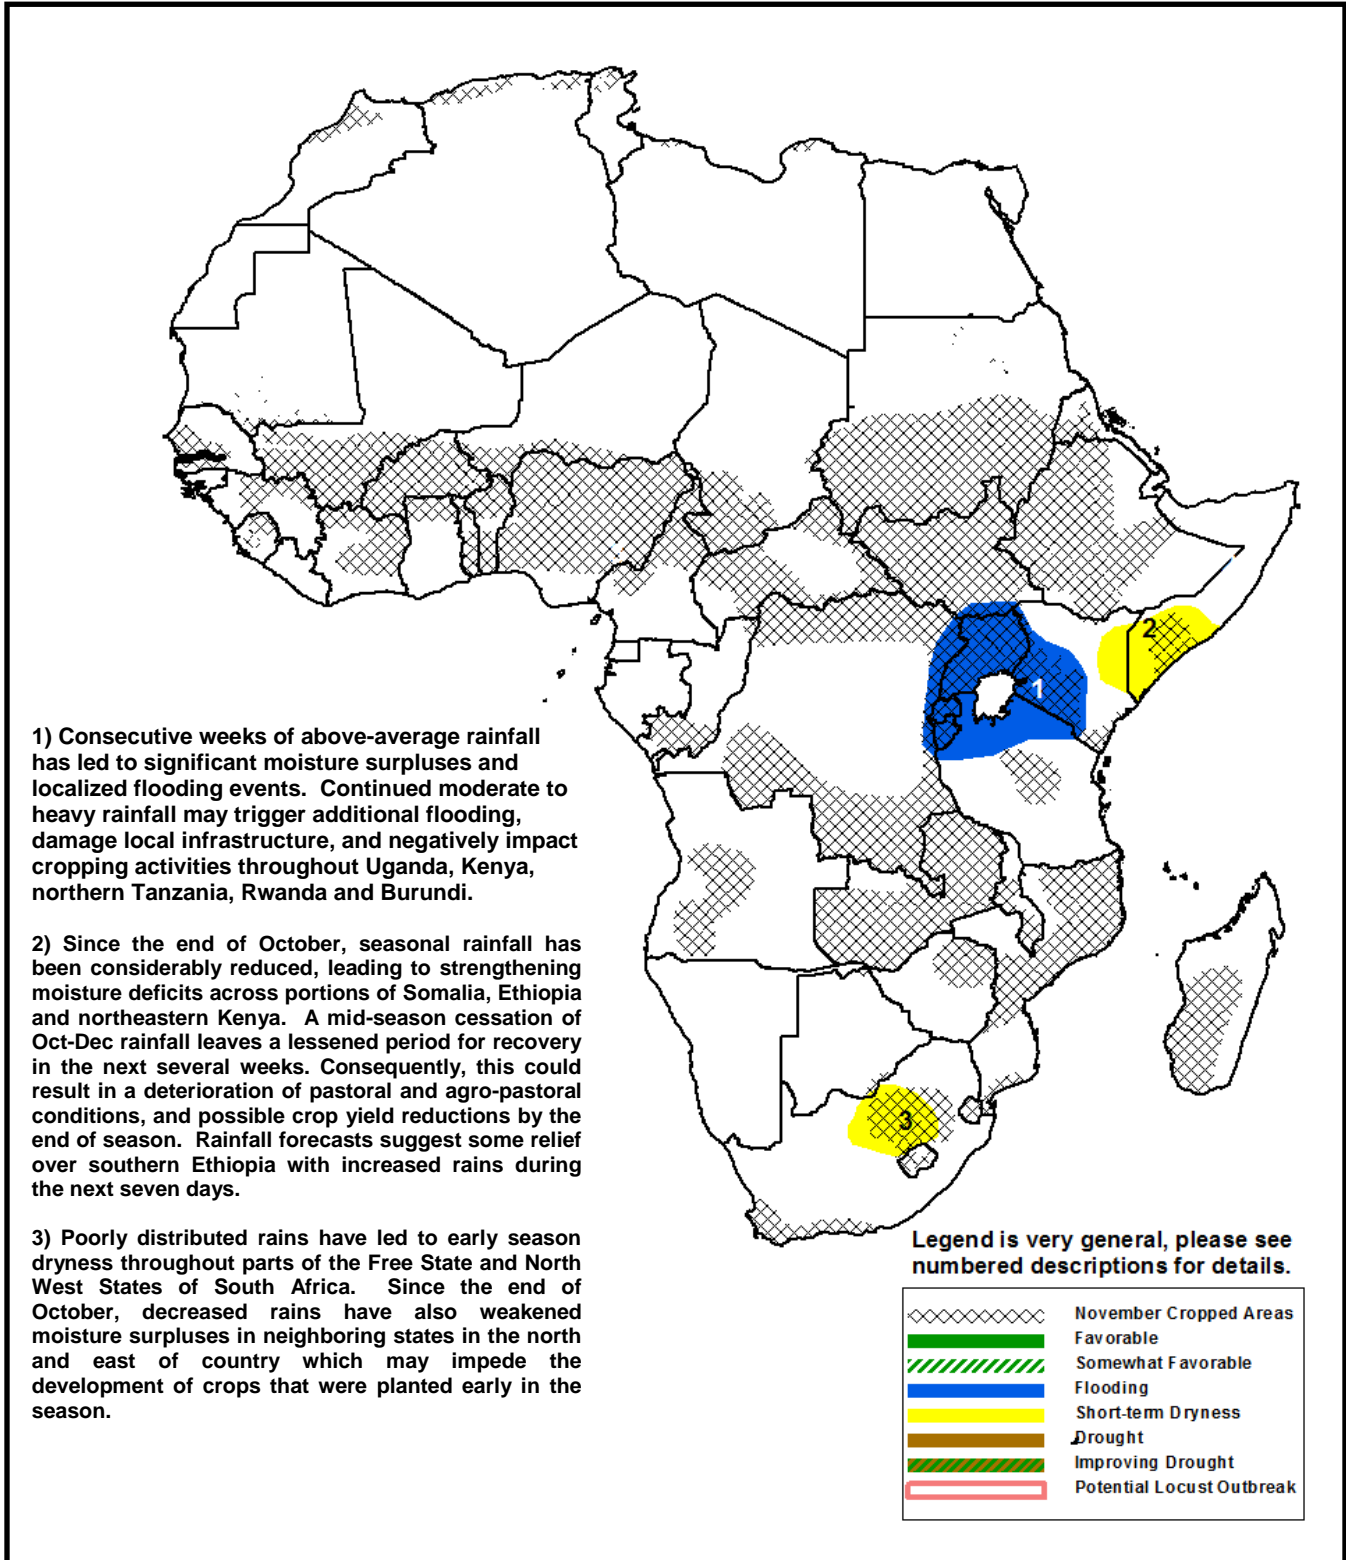 1) Consecutive weeks of above-average rainfall
has led to significant moisture surpluses and
localized flooding events.  Continued moderate to
heavy rainfall may trigger additional flooding,
damage local infrastructure, and negatively impact
cropping activities throughout Uganda, Kenya,
northern Tanzania, Rwanda and Burundi.
2) Since the end of October, seasonal rainfall has
been considerably reduced, leading to strengthening
moisture deficits across portions of Somalia, Ethiopia
and northeastern Kenya.  A mid-season cessation of
Oct-Dec rainfall leaves a lessened period for recovery
in the next several weeks. Consequently, this could
result in a deterioration of pastoral and agro-pastoral
conditions, and possible crop yield reductions by the
end of season.  Rainfall forecasts suggest some relief
over southern Ethiopia with increased rains during
the next seven days.
3) Poorly distributed rains have led to early season
dryness throughout parts of the Free State and North
West States of South Africa.  Since the end of
October, decreased rains have also weakened
moisture surpluses in neighboring states in the north
and east of country which may impede the
development of crops that were planted early in the
season.
2
1
3
Legend is very general, please see
numbered descriptions for details.
November Cropped Areas
Favorable
Somewhat Favorable
Flooding
Short-term Dryness
Drought
Improving Drought
Potential Locust Outbreak